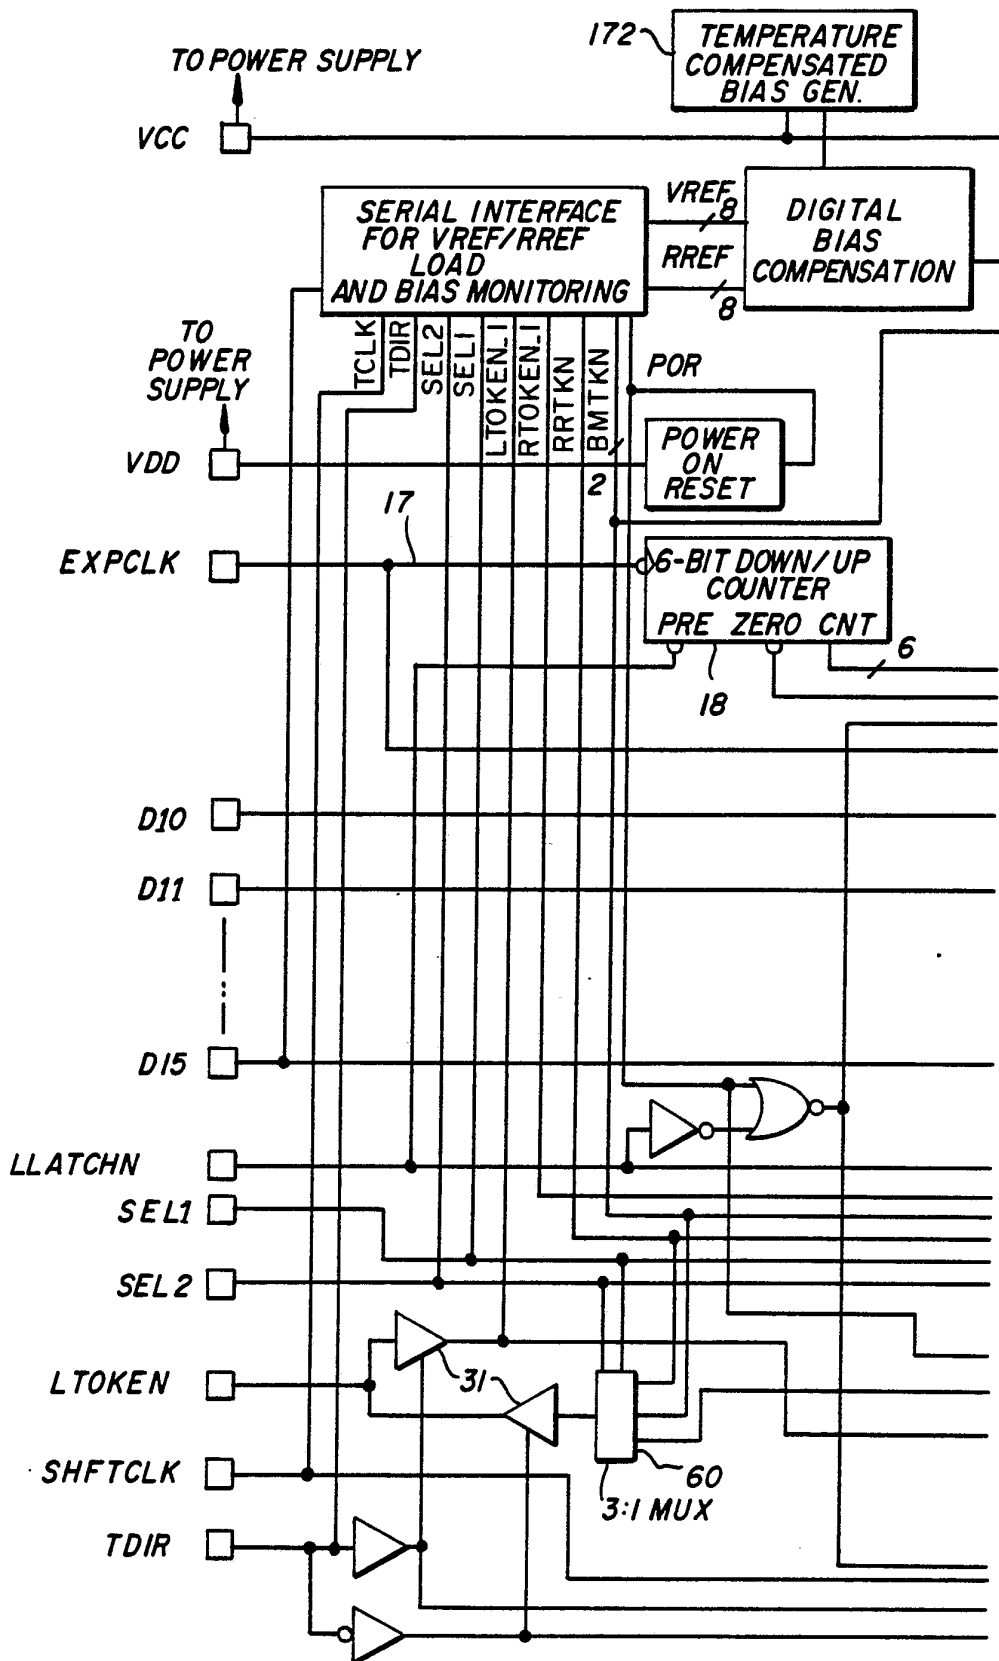 172
TEMPERATURE
COMPENSATED
BIAS GEN.
TO POWER SUPPLY
VCC
SERIAL INTERFACE
FOR VREF/RREF
LOAD
AND BIAS MONITORING
VREF
8
RREF
8
DIGITAL
BIAS
COMPENSATION
TCLK
TDIR
SEL2
SEL1
LTOKEN_1
RTOKEN_1
RRTKN
BMTKN
2
POR
TO
POWER
SUPPLY
VDD
POWER
ON
RESET
17
EXPCLK
6-BIT DOWN/UP
COUNTER
PRE ZERO CNT
6
18
D10
D11
D15
LLATCHN
SEL1
SEL2
LTOKEN
31
60
3:1 MUX
SHFTCLK
TDIR